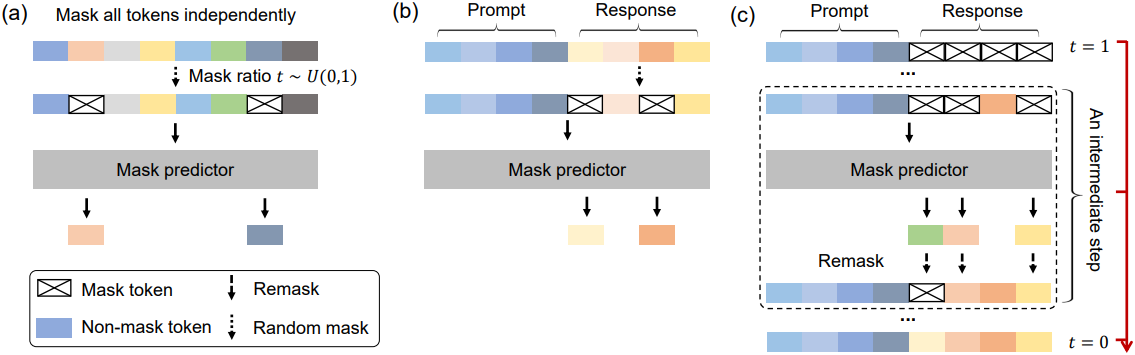 (a)
Mask all tokens independently
Mask ratio t ~ U(0,1)
Mask predictor
Mask token
Non-mask token
Remask
Random mask
(b)
Prompt
Response
Mask predictor
(c)
Prompt
Response
t = 1
...
Mask predictor
Remask
An intermediate step
...
t = 0